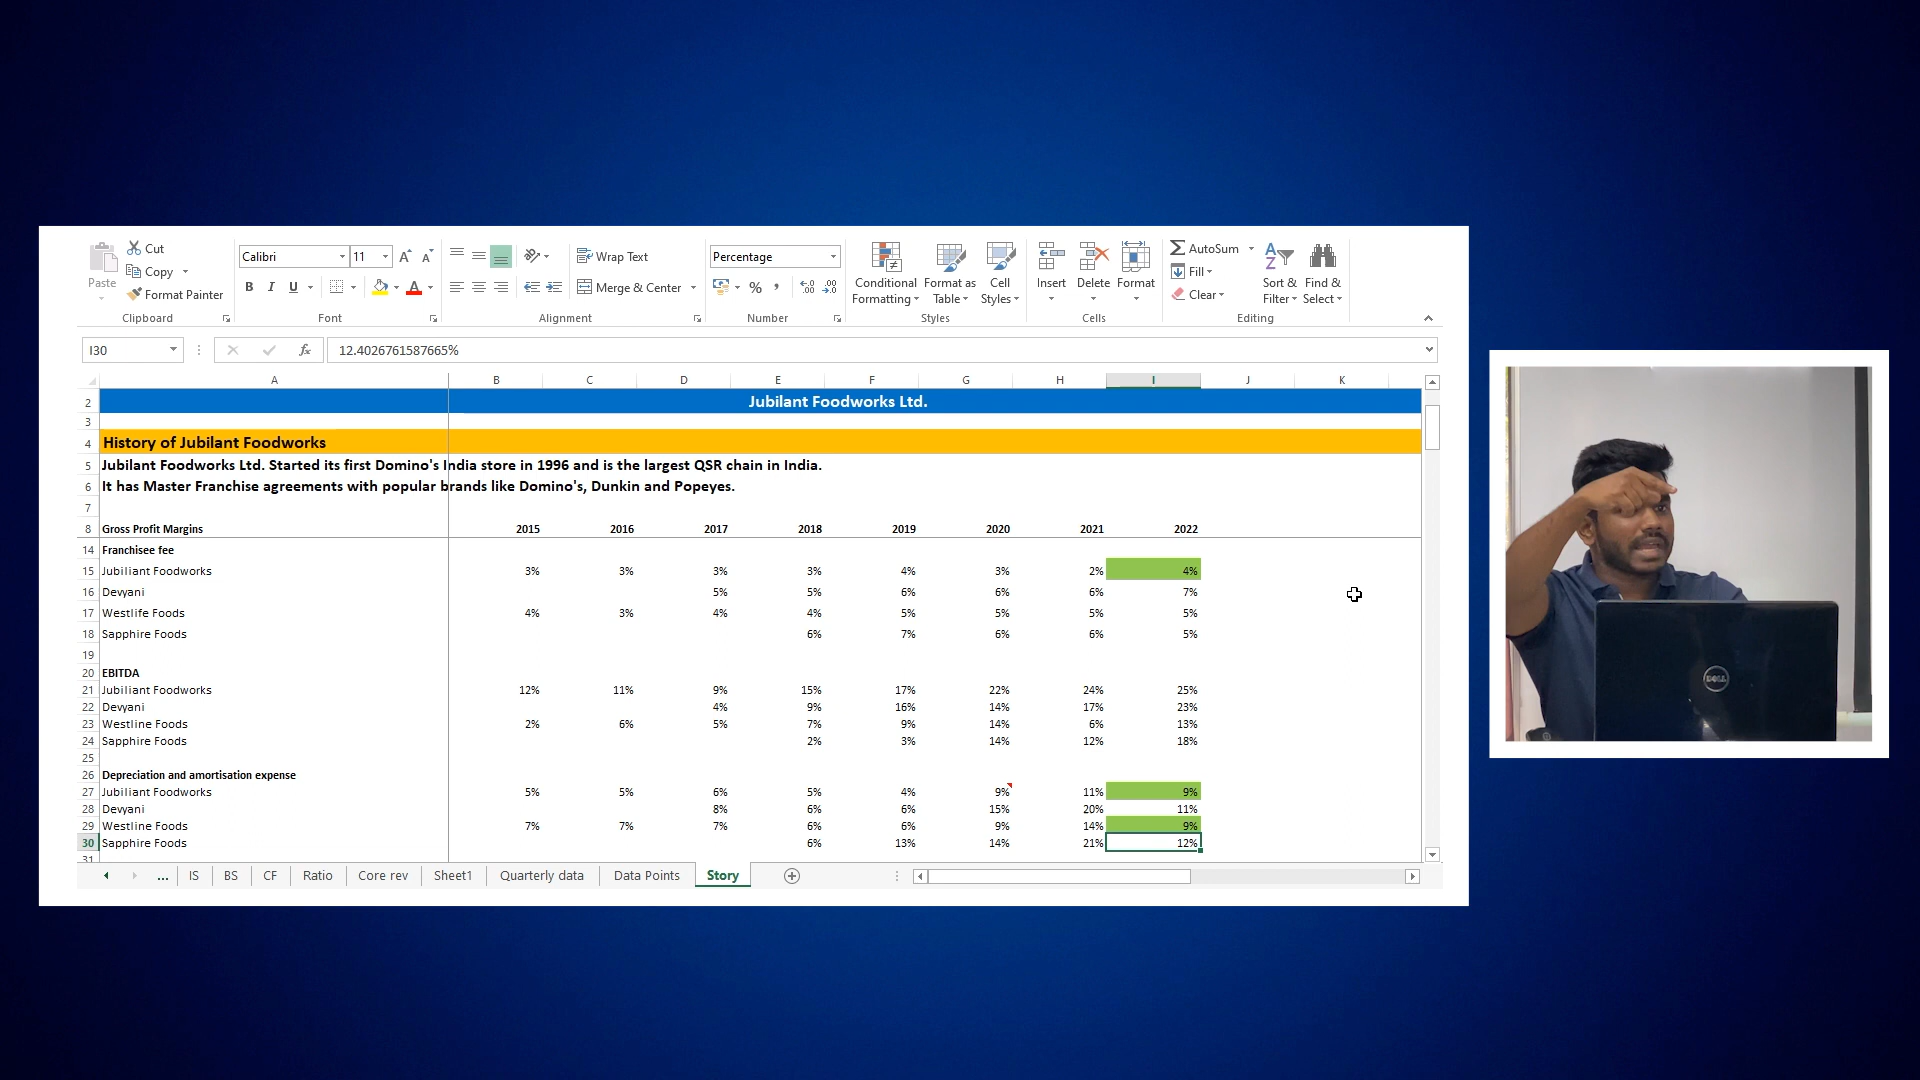 Cut
Copy
Format Painter
Paste
Clipboard
Calibri 11
B I U
Font
Wrap Text
Merge & Center
Alignment
Percentage
%
Number
Conditional Formatting
Format as Table
Cell Styles
Styles
Insert
Delete
Format
Cells
AutoSum
Fill
Clear
Sort & Filter
Find & Select
Editing
I30 fx 12.4026761587665%
A B C D E F G H I J K
2 Jubilant Foodworks Ltd.
3
4 History of Jubilant Foodworks
5 Jubilant Foodworks Ltd. Started its first Domino's India store in 1996 and is the largest QSR chain in India.
6 It has Master Franchise agreements with popular brands like Domino's, Dunkin and Popeyes.
7
8 Gross Profit Margins 2015 2016 2017 2018 2019 2020 2021 2022
14 Franchisee fee
15 Jubiliant Foodworks 3% 3% 3% 3% 4% 3% 2% 4%
16 Devyani 5% 5% 6% 6% 6% 7%
17 Westlife Foods 4% 3% 4% 4% 5% 5% 5% 5%
18 Sapphire Foods 6% 7% 6% 6% 5%
19
20 EBITDA
21 Jubiliant Foodworks 12% 11% 9% 15% 17% 22% 24% 25%
22 Devyani 4% 9% 16% 14% 17% 23%
23 Westline Foods 2% 6% 5% 7% 9% 14% 6% 13%
24 Sapphire Foods 2% 3% 14% 12% 18%
25
26 Depreciation and amortisation expense
27 Jubiliant Foodworks 5% 5% 6% 5% 4% 9% 11% 9%
28 Devyani 8% 6% 6% 15% 20% 11%
29 Westline Foods 7% 7% 7% 6% 6% 9% 14% 9%
30 Sapphire Foods 6% 13% 14% 21% 12%
31
... IS BS CF Ratio Core rev Sheet1 Quarterly data Data Points Story
DELL